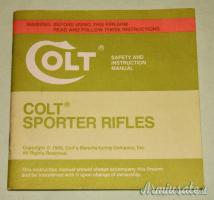 WARNING: BEFORE USING THIS FIREARM
READ AND FOLLOW THESE INSTRUCTIONS
COLT®
SAFETY AND
INSTRUCTION
MANUAL
COLT®
SPORTER RIFLES
Copyright © Colt's Manufacturing Company, Inc.
All Rights Reserved.
This instruction manual should always accompany this firearm
and be transferred with it upon change of ownership.
Armiusate.it